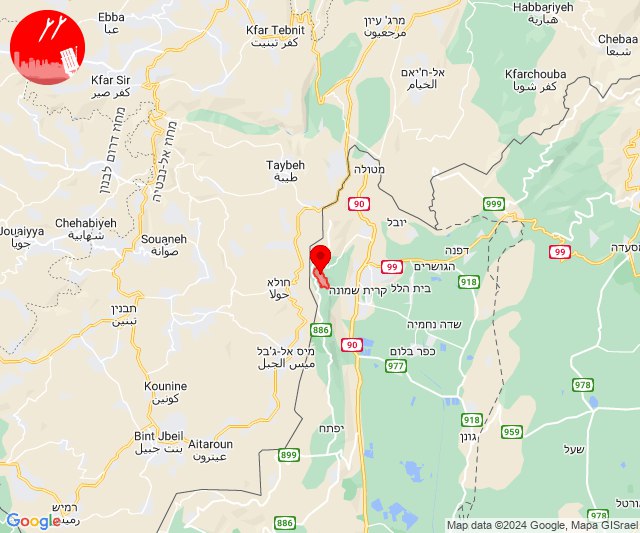 Ebba
عبا
Kfar Tebnit
כפר תבנית
מרג' עיון
مرجعيون
Habbariyeh
هبارية
Chebaa
شبعا
Kfar Sir
كفر صير
אל-ח'יאם
الخيام
Kfarchouba
كفر شوبا
מחוז אל-נבטיה
מחוז דרום לבנון
Taybeh
طيبة
מטולה
90
999
יובל
Jouaiyya
جويا
Chehabiyeh
شهابية
Souaneh
صوانة
דפנה
99
הגושרים
99
מסעדה
חולא
حولا
קרית שמונה
בית הלל
918
תבנין
تبنين
886
שדה נחמיה
מיס אל-ג'בל
ميس الجبل
90
כפר בלום
977
978
Kounine
كونين
918
Bint Jbeil
بنت جبيل
Aitaroun
عيترون
יפתח
גונן
959
שעל
899
רמיש
886
978
Google
Map data ©2024 Google, Mapa GISrael